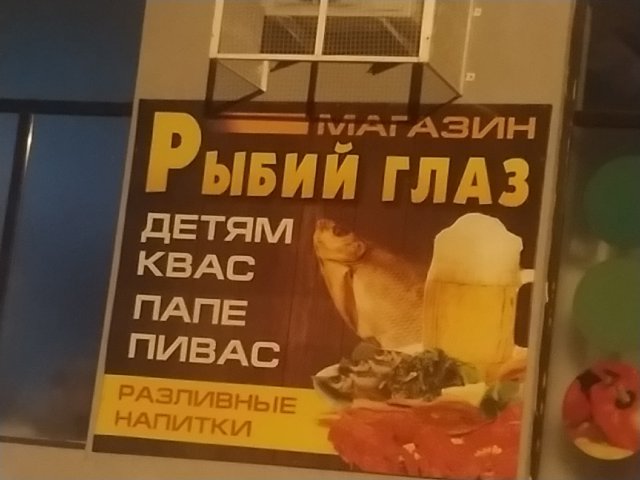 МАГАЗИН
РЫБИЙ ГЛАЗ
ДЕТЯМ
КВАС
ПАПЕ
ПИВАС
РАЗЛИВНЫЕ
НАПИТКИ